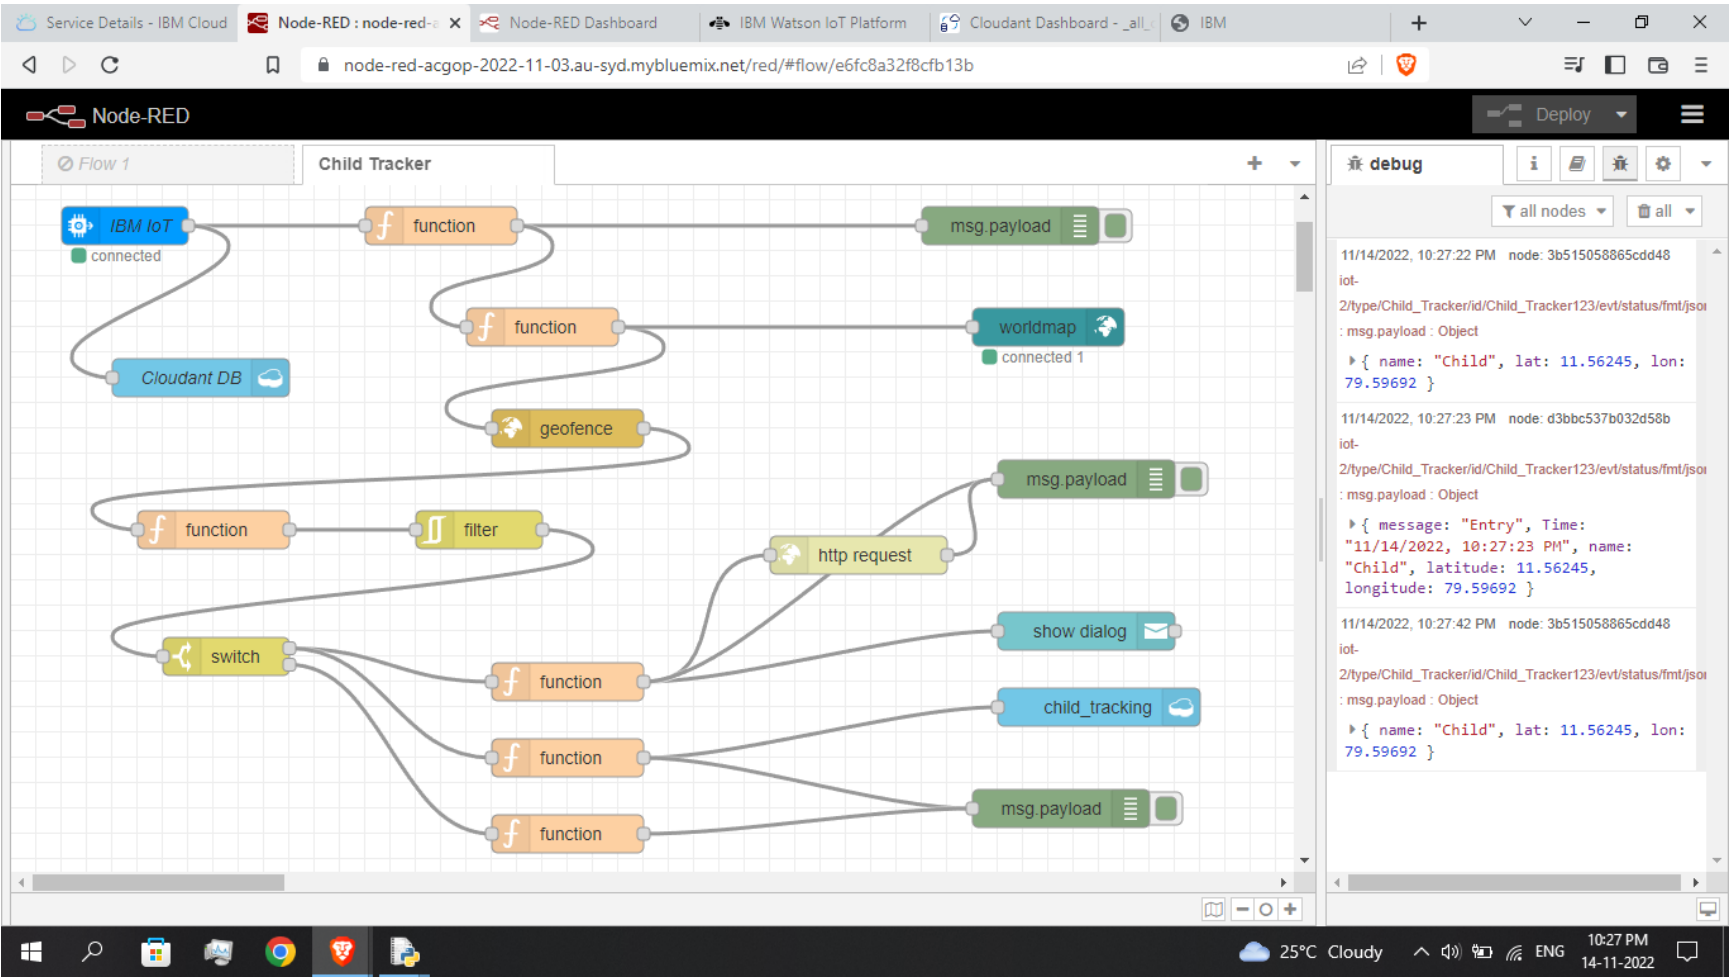 Service Details - IBM Cloud
Node-RED : node-red-a
Node-RED Dashboard
IBM Watson IoT Platform
Cloudant Dashboard - _all_
IBM
node-red-acgop-2022-11-03.au-syd.mybluemix.net/red/#flow/e6fc8a32f8cfb13b
Node-RED
Deploy
Flow 1
Child Tracker
debug
i
all nodes
all
IBM IoT
connected
function
msg.payload
function
worldmap
connected 1
Cloudant DB
geofence
msg.payload
function
filter
http request
show dialog
switch
function
child_tracking
function
msg.payload
function
11/14/2022, 10:27:22 PM node: 3b515058865cdd48
iot-
2/type/Child_Tracker/id/Child_Tracker123/evt/status/fmt/json
: msg.payload : Object
{ name: "Child", lat: 11.56245, lon:
79.59692 }
11/14/2022, 10:27:23 PM node: d3bbc537b032d58b
iot-
2/type/Child_Tracker/id/Child_Tracker123/evt/status/fmt/json
: msg.payload : Object
{ message: "Entry", Time:
"11/14/2022, 10:27:23 PM", name:
"Child", latitude: 11.56245,
longitude: 79.59692 }
11/14/2022, 10:27:42 PM node: 3b515058865cdd48
iot-
2/type/Child_Tracker/id/Child_Tracker123/evt/status/fmt/json
: msg.payload : Object
{ name: "Child", lat: 11.56245, lon:
79.59692 }
25°C Cloudy
ENG
10:27 PM
14-11-2022